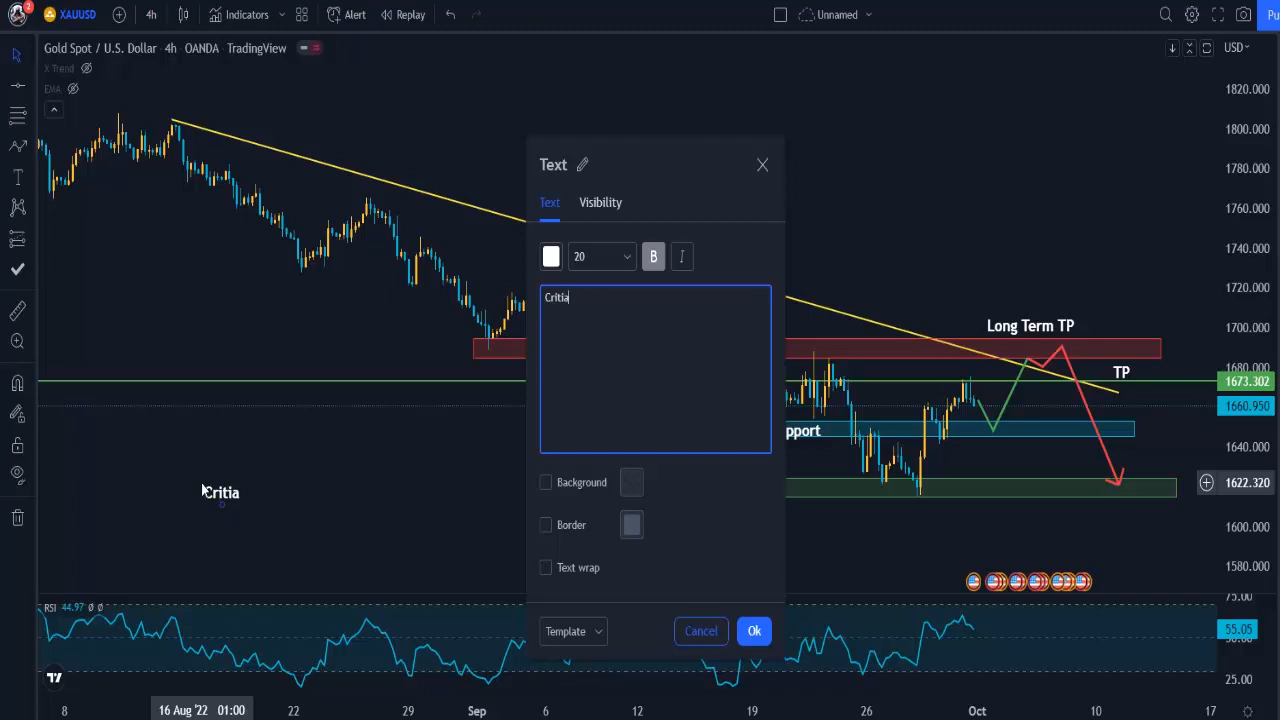 2
XAUUSD 4h Indicators Alert Replay Unnamed Pu
Gold Spot / U.S. Dollar 4h OANDA TradingView USD
X Trend
EMA
1820.000
1800.000
1780.000
1760.000
1740.000
1720.000
1700.000
1680.000
1673.302
1660.950
1640.000
1622.320
1600.000
1580.000
Text
Text Visibility
20 B I
Critia
Background
Border
Text wrap
Template Cancel Ok
Long Term TP
TP
pport
Critia
RSI 44.97 Ø Ø
75.00
55.05
50.00
25.00
8 16 Aug '22 01:00 22 29 Sep 6 12 19 26 Oct 10 17